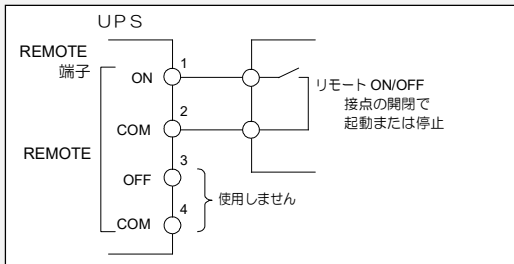 UPS
REMOTE
端子
ON
1
COM
2
REMOTE
OFF
3
COM
4
使用しません
リモート ON/OFF
接点の開閉で
起動または停止